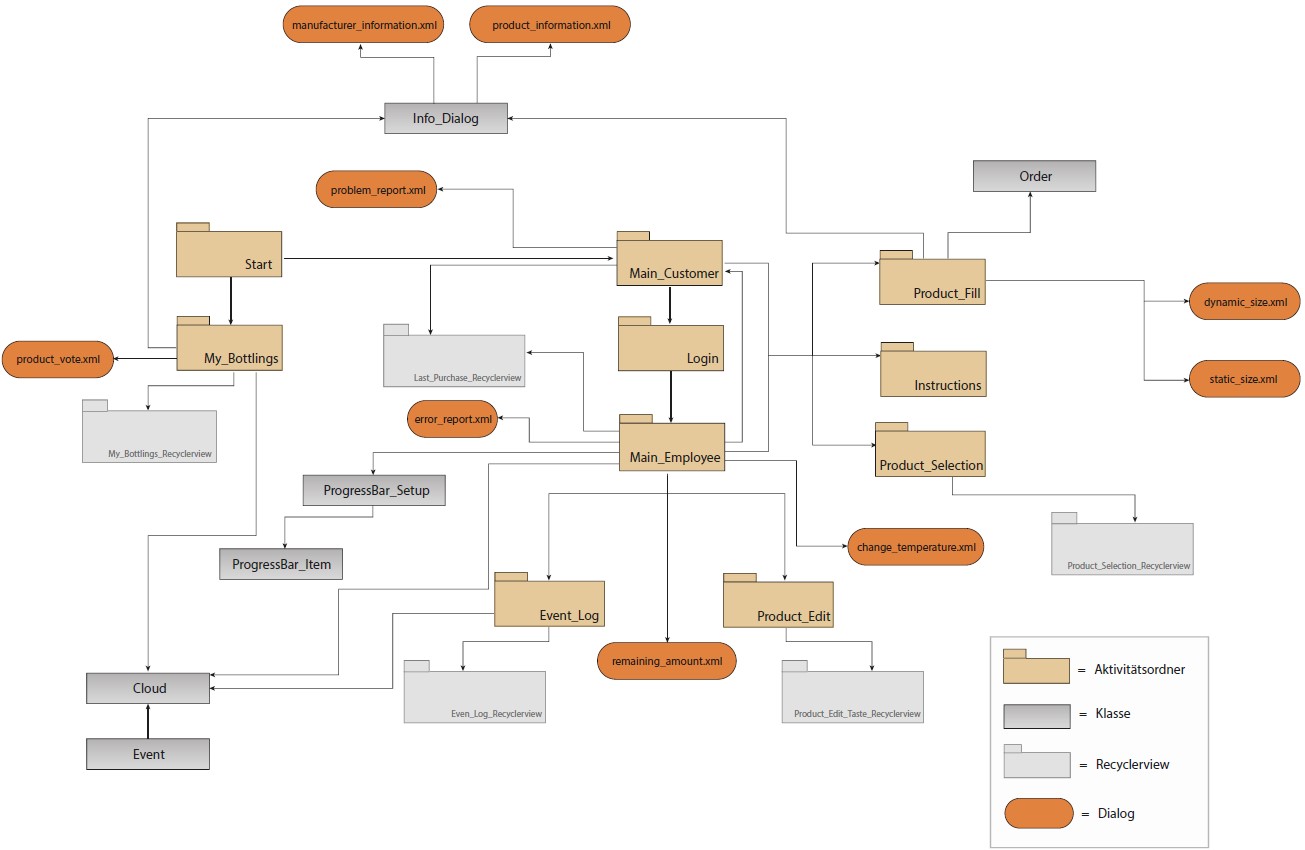 manufacturer_information.xml
product_information.xml
Info_Dialog
Order
problem_report.xml
Start
Main_Customer
Product_Fill
dynamic_size.xml
product_vote.xml
My_Bottlings
Login
Last_Purchase_Recyclerview
Instructions
static_size.xml
error_report.xml
My_Bottlings_Recyclerview
Main_Employee
Product_Selection
ProgressBar_Setup
change_temperature.xml
ProgressBar_Item
Product_Selection_Recyclerview
Event_Log
Product_Edit
remaining_amount.xml
Cloud
Even_Log_Recyclerview
Product_Edit_Taste_Recyclerview
Event
= Aktivitätsordner
= Klasse
= Recyclerview
= Dialog